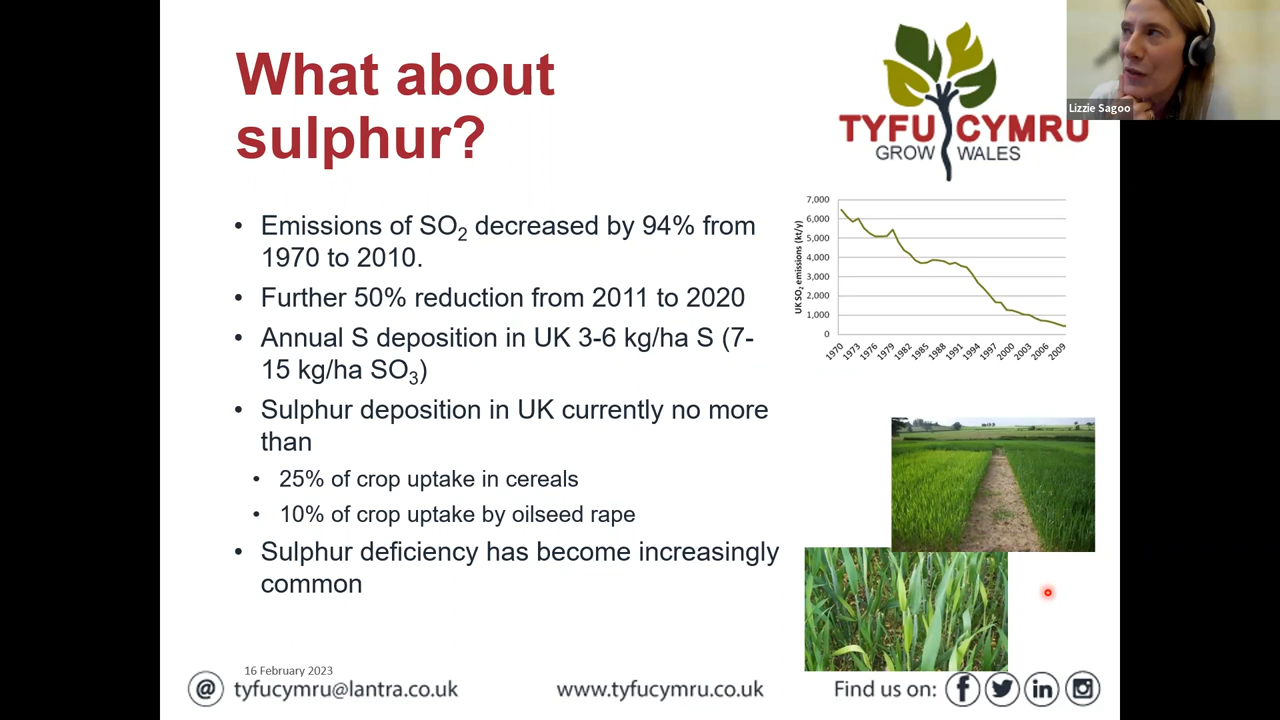 What about
sulphur?
TYFU CYMRU
GROW WALES
Lizzie Sagoo
• Emissions of SO₂ decreased by 94% from
1970 to 2010.
• Further 50% reduction from 2011 to 2020
• Annual S deposition in UK 3-6 kg/ha S (7-
15 kg/ha SO₃)
• Sulphur deposition in UK currently no more
than
• 25% of crop uptake in cereals
• 10% of crop uptake by oilseed rape
• Sulphur deficiency has become increasingly
common
UK SO₂ emissions (kt/y)
7,000
6,000
5,000
4,000
3,000
2,000
1,000
0
1970 1973 1976 1979 1982 1985 1988 1991 1994 1997 2000 2003 2006 2009
16 February 2023
@ tyfucymru@lantra.co.uk www.tyfucymru.co.uk Find us on: f in